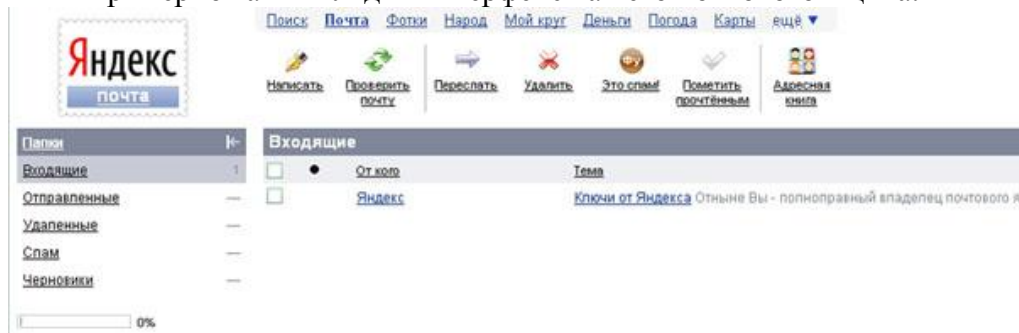 Поиск Почта Фотки Народ Мой круг Деньги Погода Карты ещё ▼
Яндекс
почта
Написать Проверить почту Переслать Удалить Это спам! Пометить прочтённым Адресная книга
Папки
Входящие 1
Отправленные —
Удаленные —
Спам —
Черновики —
0%
Входящие
От кого Тема
Яндекс Ключи от Яндекса Отныне Вы - полноправный владелец почтового я